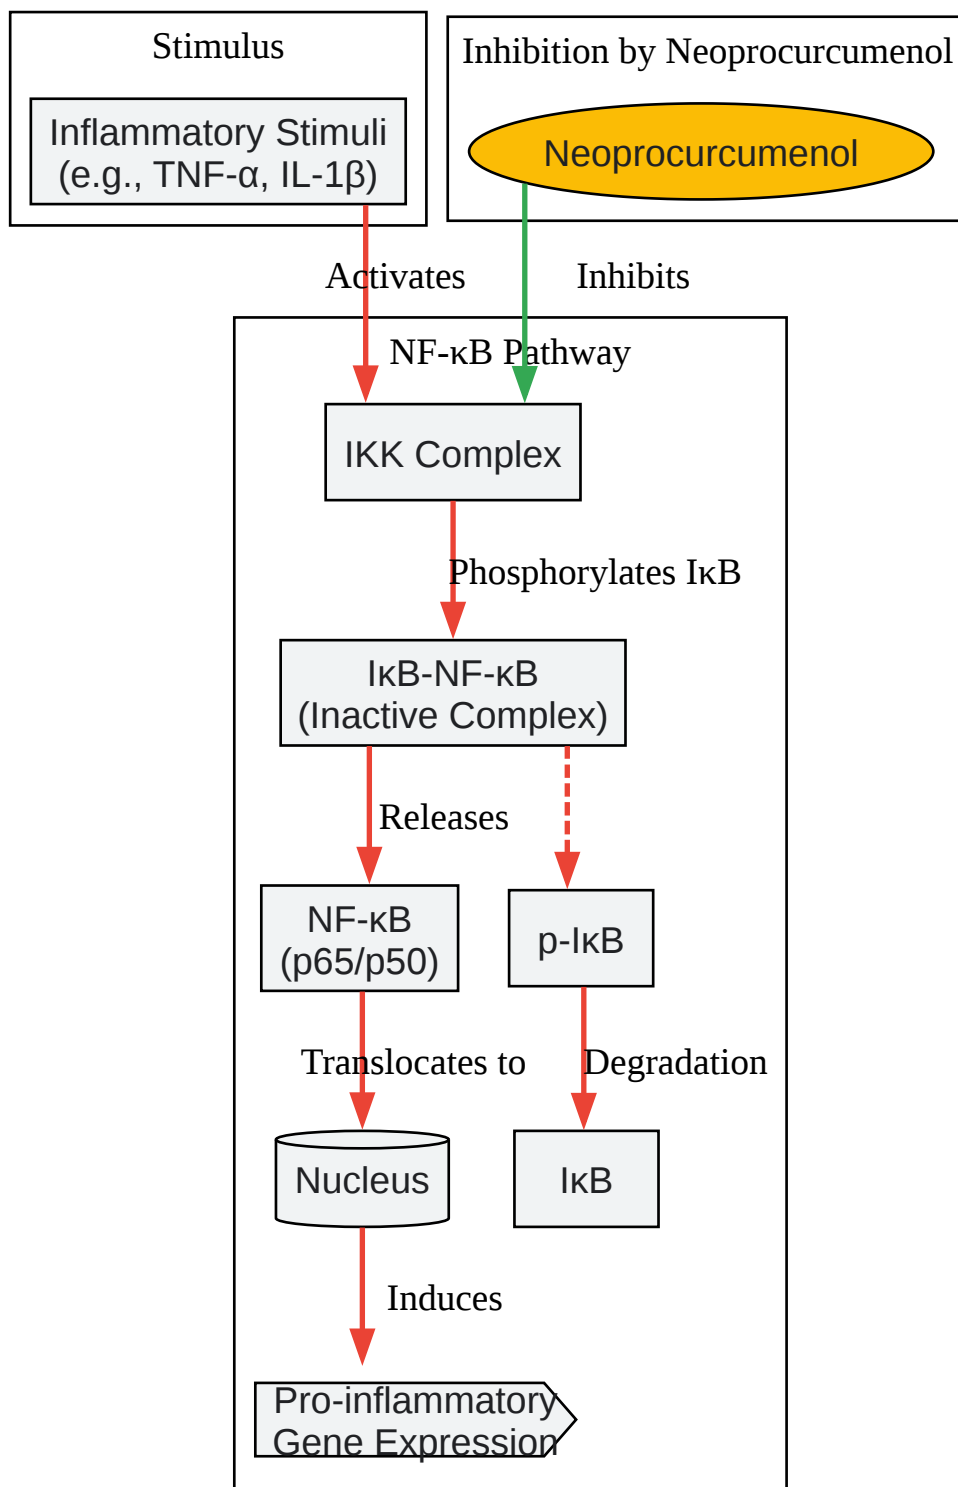 Stimulus
Inhibition by Neoprocurcumenol
Inflammatory Stimuli
(e.g., TNF-α, IL-1β)
Neoprocurcumenol
Activates
Inhibits
NF-κB Pathway
IKK Complex
Phosphorylates IκB
IκB-NF-κB
(Inactive Complex)
Releases
NF-κB
(p65/p50)
p-IκB
Translocates to
Degradation
Nucleus
IκB
Induces
Pro-inflammatory
Gene Expression